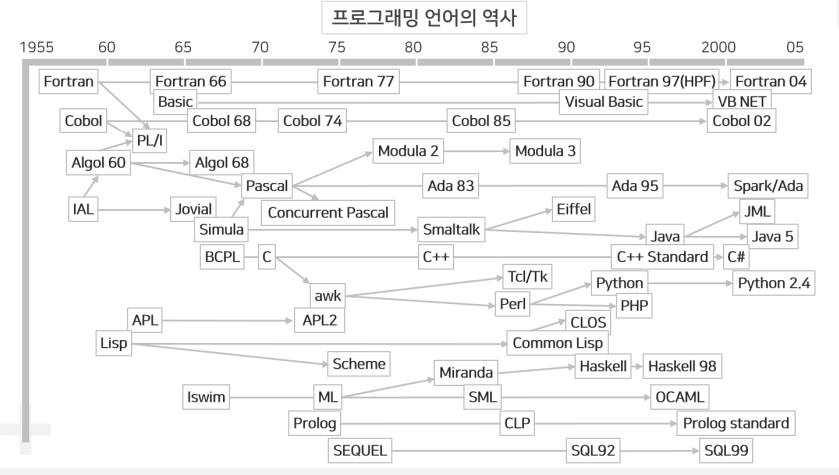 프로그래밍 언어의 역사
1955 60 65 70 75 80 85 90 95 2000 05
Fortran Fortran 66 Fortran 77 Fortran 90 Fortran 97(HPF) Fortran 04
Basic Visual Basic VB NET
Cobol Cobol 68 Cobol 74 Cobol 85 Cobol 02
PL/I
Modula 2 Modula 3
Algol 60 Algol 68
Pascal Ada 83 Ada 95 Spark/Ada
IAL Jovial Concurrent Pascal Eiffel JML
Simula Smaltalk Java Java 5
BCPL C C++ C++ Standard C#
Tcl/Tk
Python Python 2.4
awk Perl PHP
APL APL2 CLOS
Lisp Common Lisp
Scheme Haskell Haskell 98
Miranda
Iswim ML SML OCAML
Prolog CLP Prolog standard
SEQUEL SQL92 SQL99